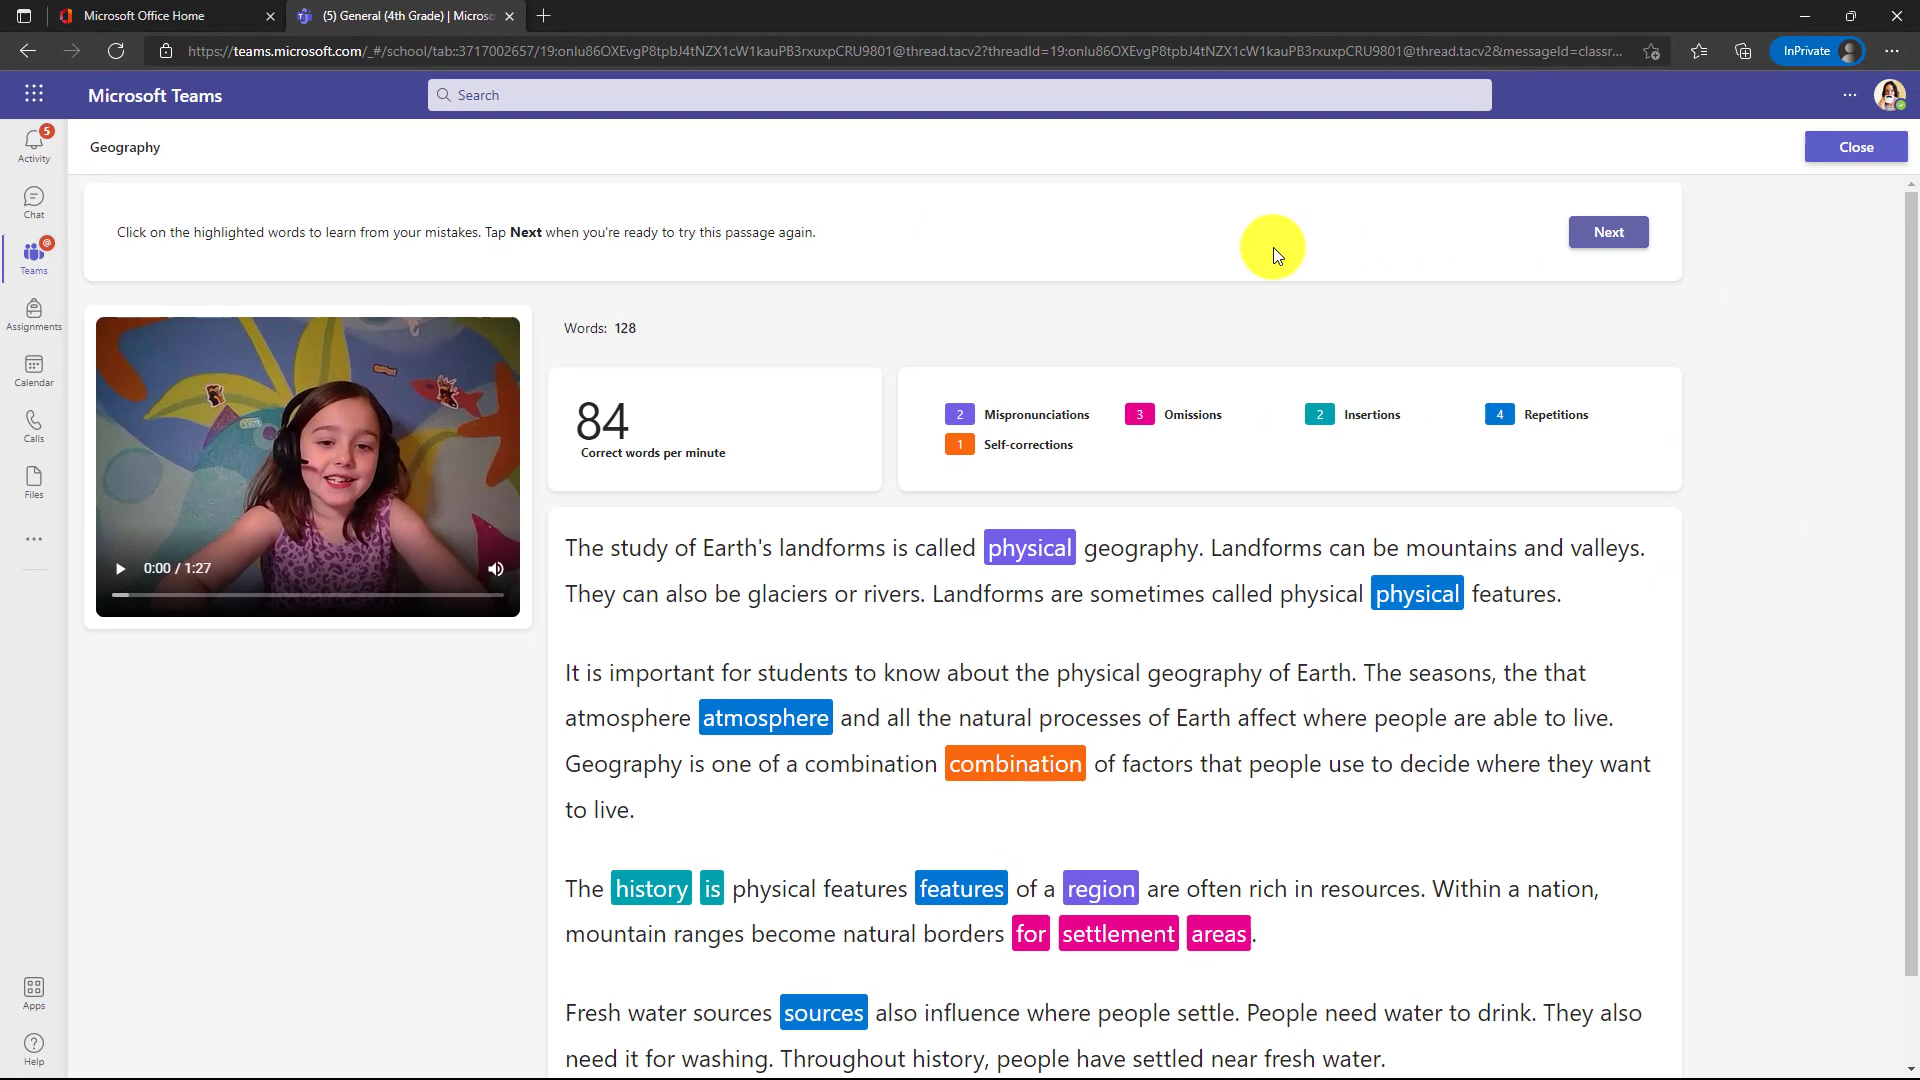 Microsoft Office Home
(5) General (4th Grade) | Microso
https://teams.microsoft.com/_#/school/tab::3717002657/19:onlu86OXEvgP8tpbJ4tNZX1cW1kauPB3rxuxpCRU9801@thread.tacv2?threadId=19:onlu86OXEvgP8tpbJ4tNZX1cW1kauPB3rxuxpCRU9801@thread.tacv2&messageId=classr...
InPrivate
Microsoft Teams
Search
5
Activity
Chat
@
Teams
Assignments
Calendar
Calls
Files
Apps
Help
Geography
Close
Click on the highlighted words to learn from your mistakes. Tap Next when you're ready to try this passage again.
Next
0:00 / 1:27
Words: 128
84
Correct words per minute
2 Mispronunciations
3 Omissions
2 Insertions
4 Repetitions
1 Self-corrections
The study of Earth's landforms is called physical geography. Landforms can be mountains and valleys.
They can also be glaciers or rivers. Landforms are sometimes called physical physical features.
It is important for students to know about the physical geography of Earth. The seasons, the that
atmosphere atmosphere and all the natural processes of Earth affect where people are able to live.
Geography is one of a combination combination of factors that people use to decide where they want
to live.
The history is physical features features of a region are often rich in resources. Within a nation,
mountain ranges become natural borders for settlement areas.
Fresh water sources sources also influence where people settle. People need water to drink. They also
need it for washing. Throughout history, people have settled near fresh water.